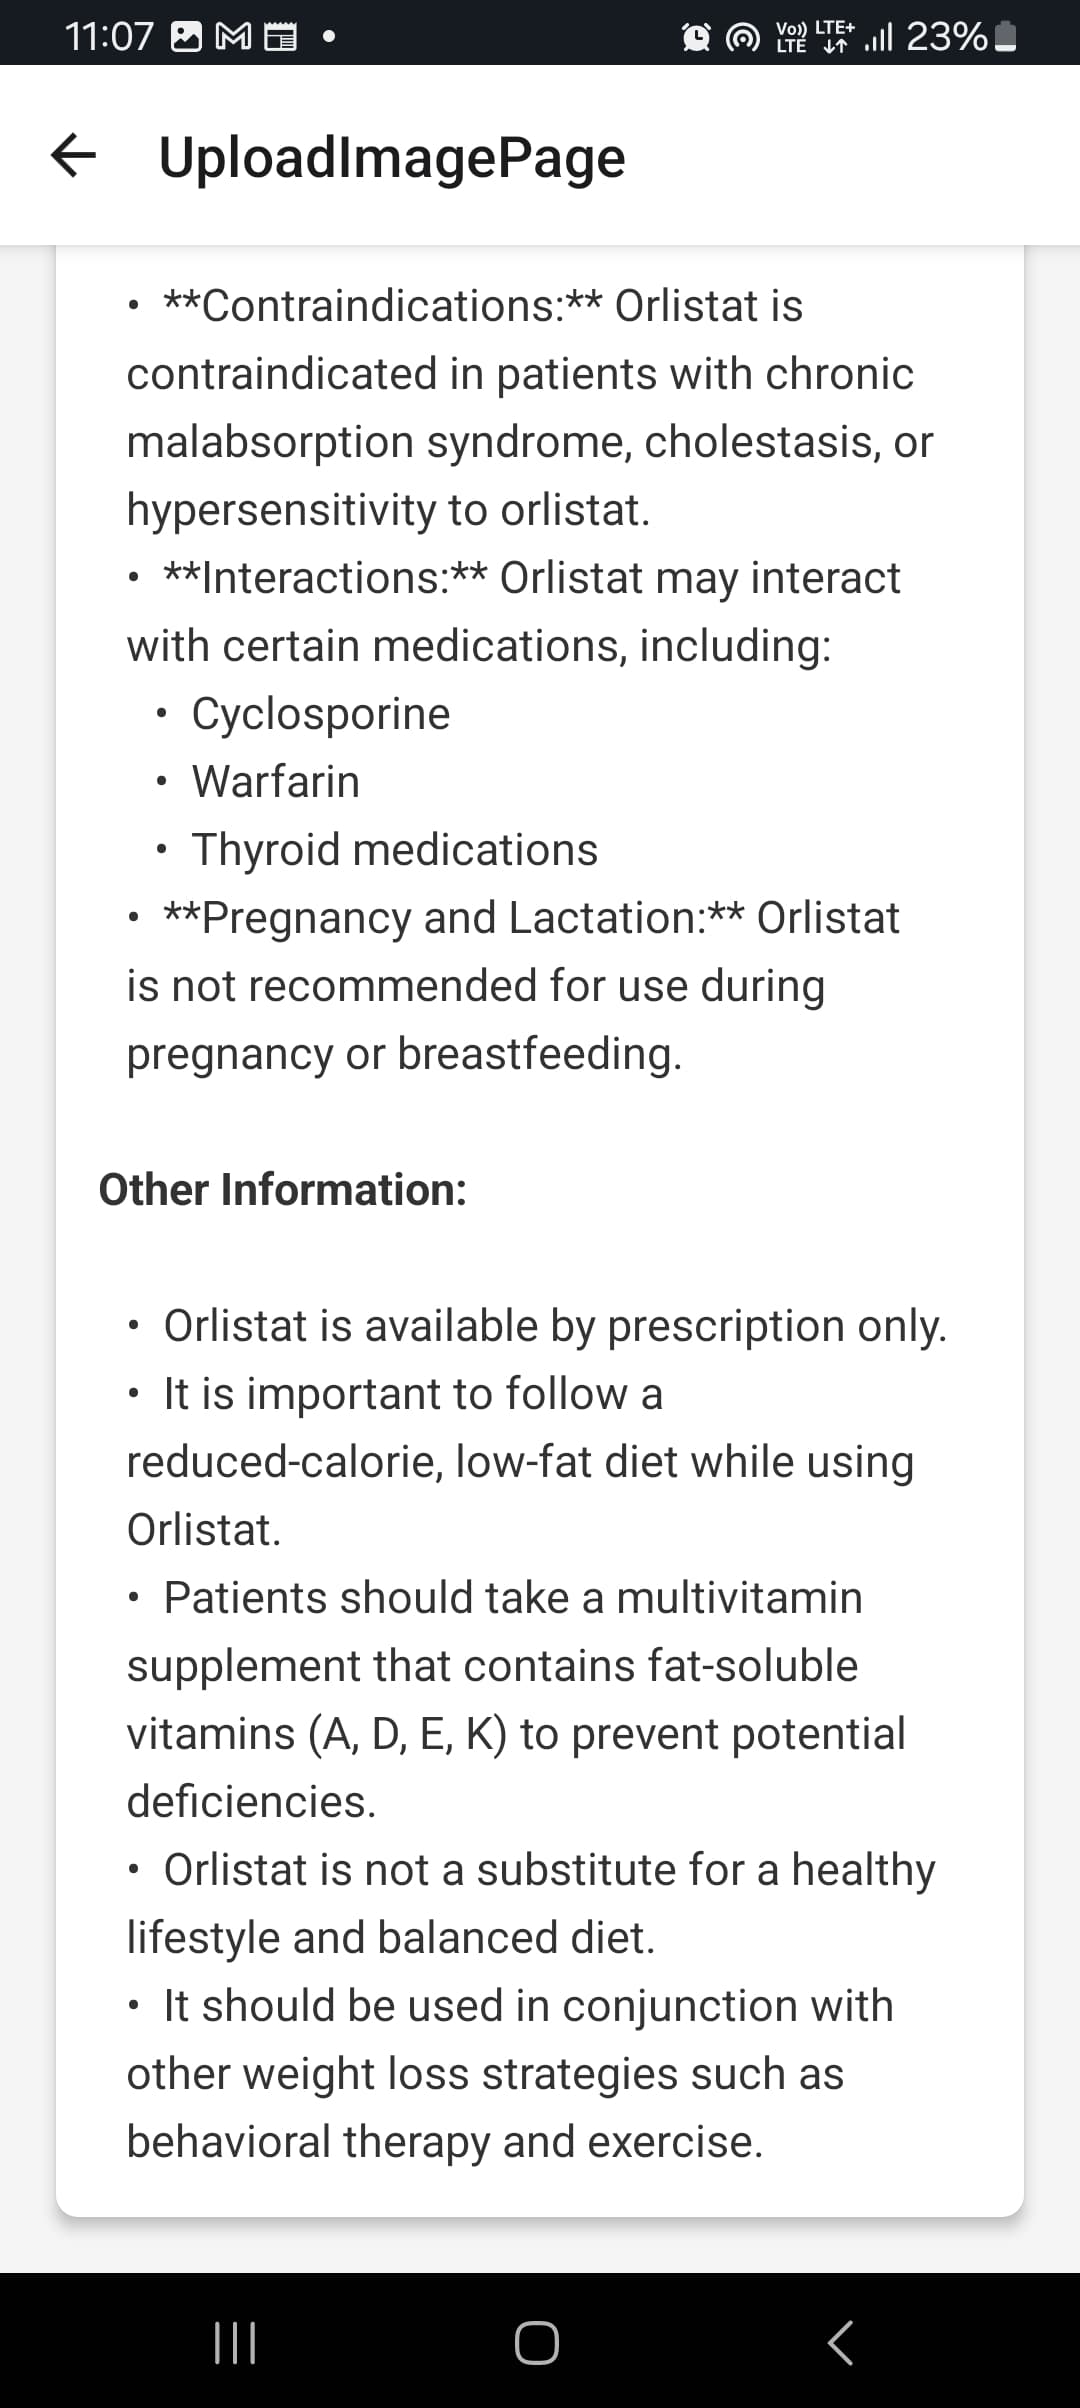 11:07
Vo)) LTE+
LTE
23%
UploadImagePage
• **Contraindications:** Orlistat is
contraindicated in patients with chronic
malabsorption syndrome, cholestasis, or
hypersensitivity to orlistat.
• **Interactions:** Orlistat may interact
with certain medications, including:
• Cyclosporine
• Warfarin
• Thyroid medications
• **Pregnancy and Lactation:** Orlistat
is not recommended for use during
pregnancy or breastfeeding.
Other Information:
• Orlistat is available by prescription only.
• It is important to follow a
reduced-calorie, low-fat diet while using
Orlistat.
• Patients should take a multivitamin
supplement that contains fat-soluble
vitamins (A, D, E, K) to prevent potential
deficiencies.
• Orlistat is not a substitute for a healthy
lifestyle and balanced diet.
• It should be used in conjunction with
other weight loss strategies such as
behavioral therapy and exercise.